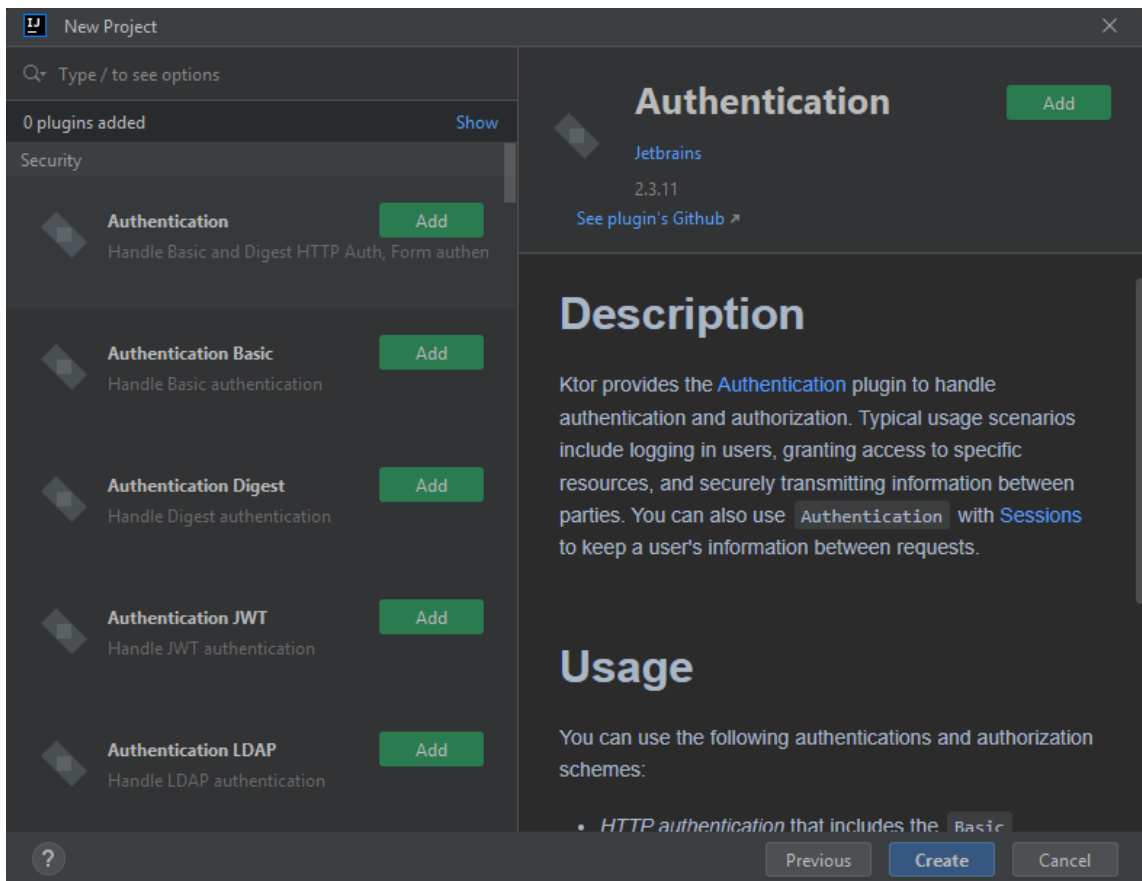 IJ
New Project
Type / to see options
0 plugins added
Show
Security
Authentication
Add
Handle Basic and Digest HTTP Auth, Form authen
Authentication Basic
Add
Handle Basic authentication
Authentication Digest
Add
Handle Digest authentication
Authentication JWT
Add
Handle JWT authentication
Authentication LDAP
Add
Handle LDAP authentication
Authentication
Add
Jetbrains
2.3.11
See plugin's Github
Description
Ktor provides the Authentication plugin to handle
authentication and authorization. Typical usage scenarios
include logging in users, granting access to specific
resources, and securely transmitting information between
parties. You can also use Authentication with Sessions
to keep a user's information between requests.
Usage
You can use the following authentications and authorization
schemes:
• HTTP authentication that includes the Basic
?
Previous
Create
Cancel